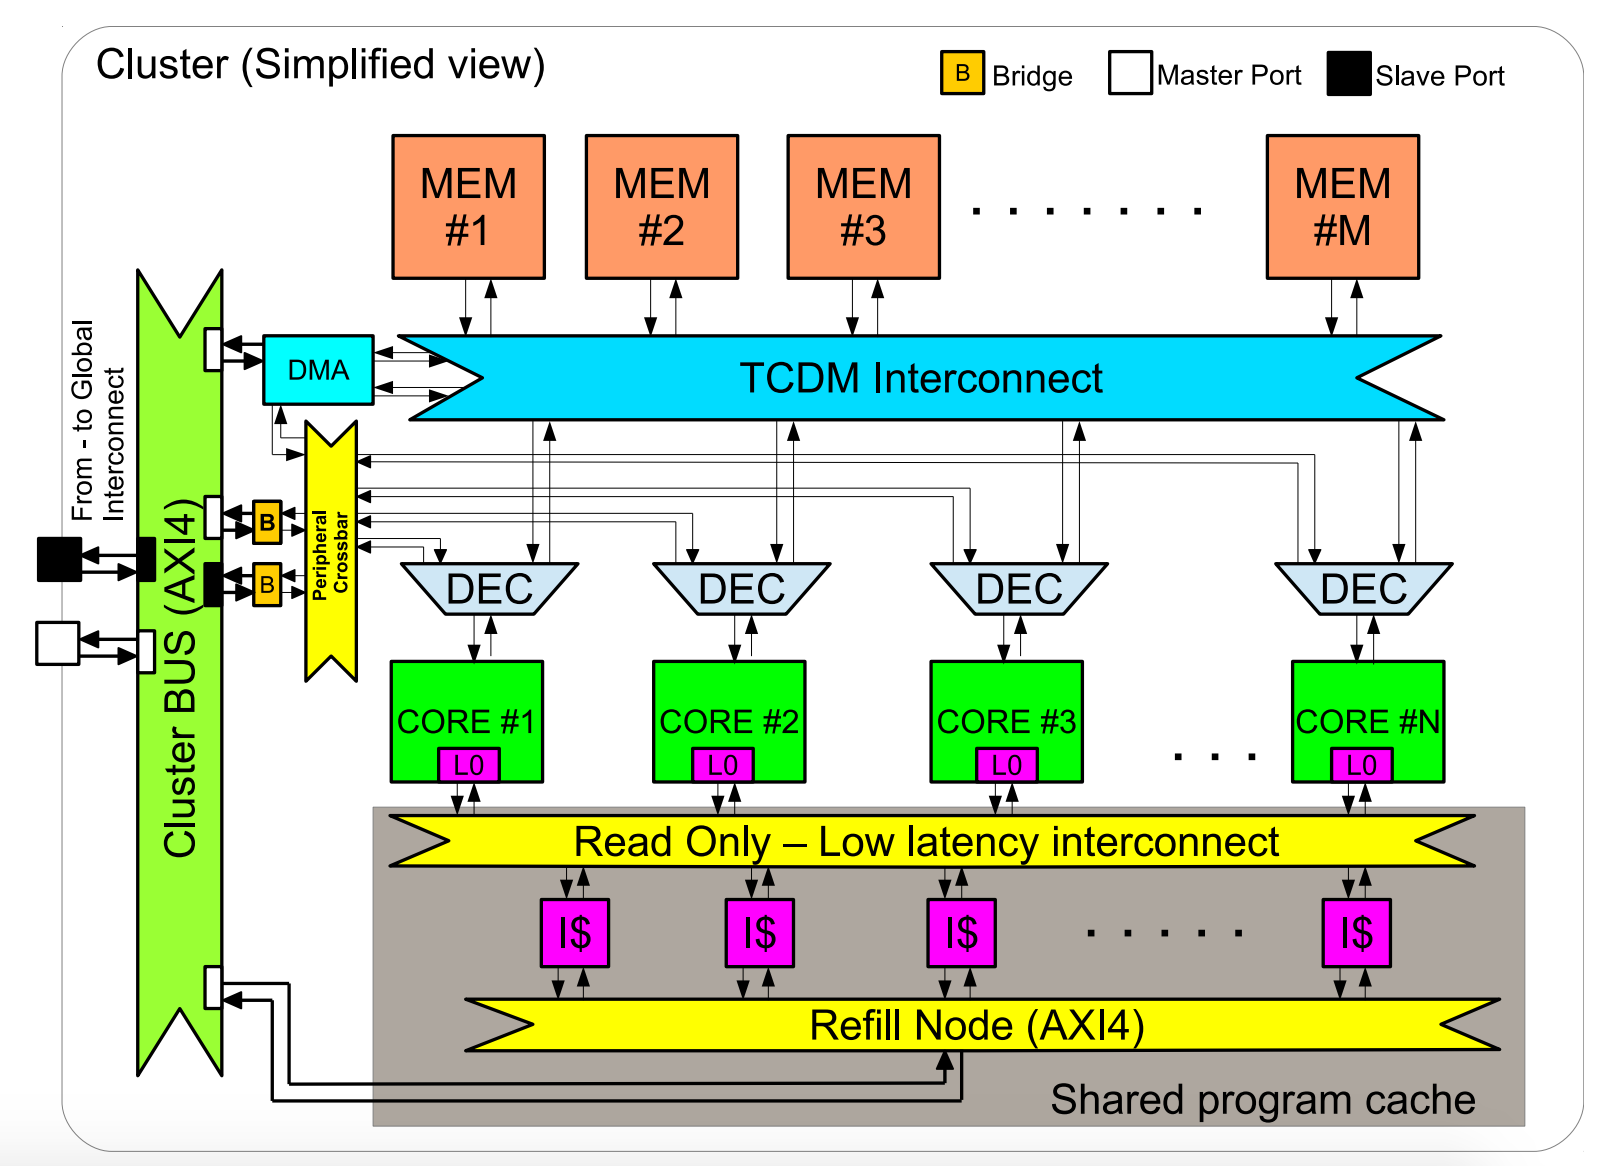 Cluster (Simplified view)
B Bridge
Master Port
Slave Port
MEM
#1
MEM
#2
MEM
#3
. . . . . . .
MEM
#M
From - to Global
Interconnect
DMA
TCDM Interconnect
Cluster BUS (AXI4)
B
B
Peripheral
Crossbar
DEC
DEC
DEC
DEC
CORE #1
L0
CORE #2
L0
CORE #3
L0
. . .
CORE #N
L0
Read Only – Low latency interconnect
I$
I$
I$
. . . . .
I$
Refill Node (AXI4)
Shared program cache